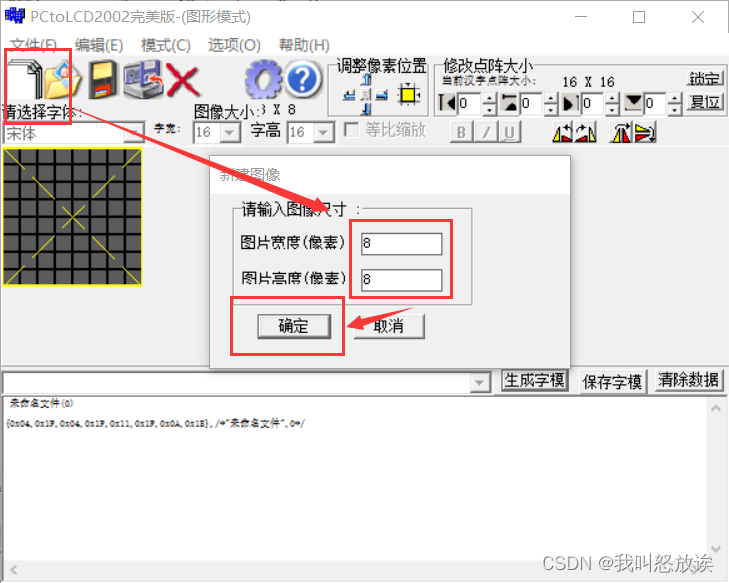 PCtoLCD2002完美版-(图形模式)
文件(F) 编辑(E) 模式(C) 选项(O) 帮助(H)
调整像素位置
修改点阵大小
当前汉字点阵大小: 16 X 16
锁定
0 0 0 0 复位
请选择字体:
图像大小:3 X 8
宋体 字宽: 16 字高 16 等比缩放 B / U
新建图像
请输入图像尺寸 :
图片宽度(像素) 8
图片高度(像素) 8
确定 取消
生成字模 保存字模 清除数据
未命名文件(0)
{0x04,0x1F,0x04,0x1F,0x11,0x1F,0x0A,0x1B},/*"未命名文件",0*/
CSDN @我叫怒放诶